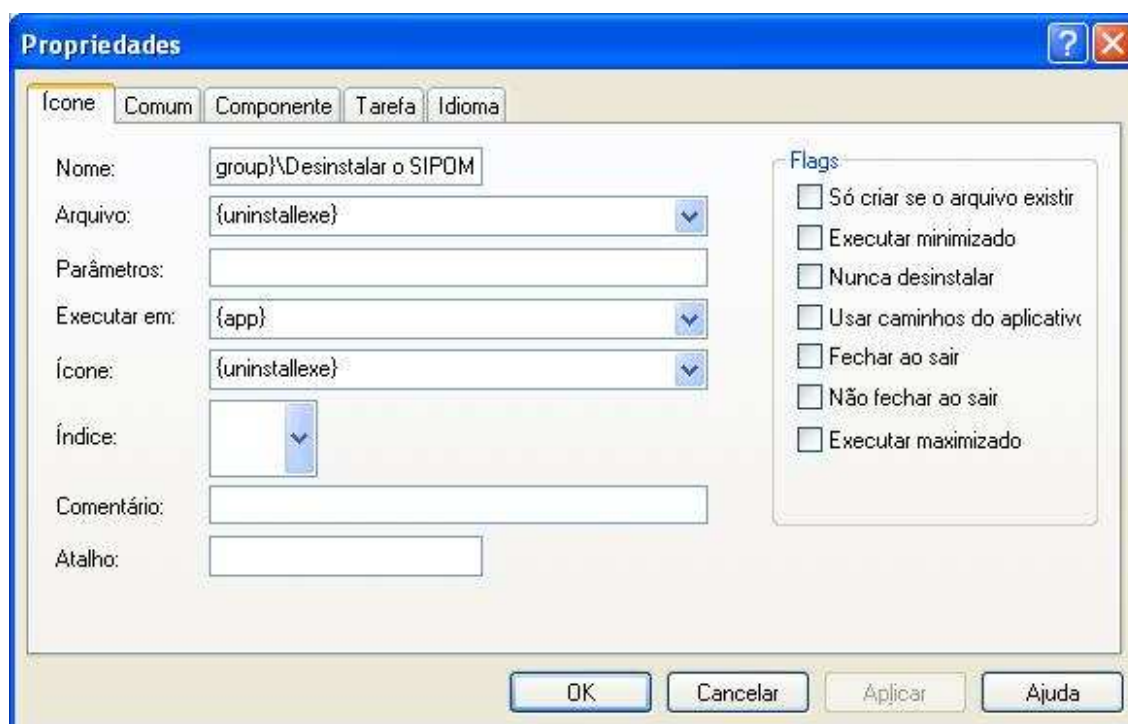 Propriedades
Ícone Comum Componente Tarefa Idioma
Nome: group}\Desinstalar o SIPOM
Arquivo: {uninstallexe}
Parâmetros:
Executar em: {app}
Ícone: {uninstallexe}
Índice:
Comentário:
Atalho:
Flags
Só criar se o arquivo existir
Executar minimizado
Nunca desinstalar
Usar caminhos do aplicativo
Fechar ao sair
Não fechar ao sair
Executar maximizado
OK Cancelar Aplicar Ajuda